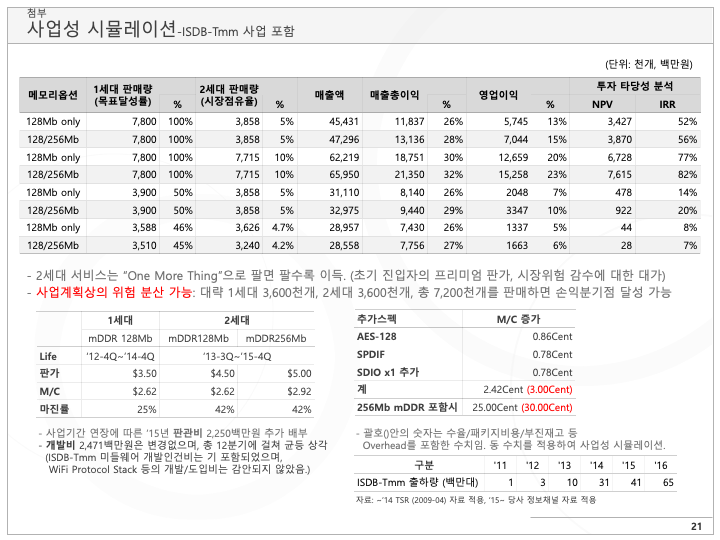 첨부
사업성 시뮬레이션-ISDB-Tmm 사업 포함
(단위: 천개, 백만원)
메모리옵션 1세대 판매량 (목표달성률) % 2세대 판매량 (시장점유율) % 매출액 매출총이익 % 영업이익 % 투자 타당성 분석 NPV IRR
128Mb only 7,800 100% 3,858 5% 45,431 11,837 26% 5,745 13% 3,427 52%
128/256Mb 7,800 100% 3,858 5% 47,296 13,136 28% 7,044 15% 3,870 56%
128Mb only 7,800 100% 7,715 10% 62,219 18,751 30% 12,659 20% 6,728 77%
128/256Mb 7,800 100% 7,715 10% 65,950 21,350 32% 15,258 23% 7,615 82%
128Mb only 3,900 50% 3,858 5% 31,110 8,140 26% 2048 7% 478 14%
128/256Mb 3,900 50% 3,858 5% 32,975 9,440 29% 3347 10% 922 20%
128Mb only 3,588 46% 3,626 4.7% 28,957 7,430 26% 1337 5% 44 8%
128/256Mb 3,510 45% 3,240 4.2% 28,558 7,756 27% 1663 6% 28 7%
- 2세대 서비스는 "One More Thing"으로 팔면 팔수록 이득. (초기 진입자의 프리미엄 판가, 시장위험 감수에 대한 대가)
- 사업계획상의 위험 분산 가능: 대략 1세대 3,600천개, 2세대 3,600천개, 총 7,200천개를 판매하면 손익분기점 달성 가능
1세대 2세대
mDDR 128Mb mDDR128Mb mDDR256Mb
Life '12-4Q~'14-4Q '13-3Q~'15-4Q
판가 $3.50 $4.50 $5.00
M/C $2.62 $2.62 $2.92
마진률 25% 42% 42%
- 사업기간 연장에 따른 '15년 판관비 2,250백만원 추가 배부
- 개발비 2,471백만원은 변경없으며, 총 12분기에 걸쳐 균등 상각
(ISDB-Tmm 미들웨어 개발인건비는 기 포함되었으며,
WiFi Protocol Stack 등의 개발/도입비는 감안되지 않았음.)
추가스펙 M/C 증가
AES-128 0.86Cent
SPDIF 0.78Cent
SDIO x1 추가 0.78Cent
계 2.42Cent (3.00Cent)
256Mb mDDR 포함시 25.00Cent (30.00Cent)
- 괄호()안의 숫자는 수율/패키지비용/부진재고 등
Overhead를 포함한 수치임. 동 수치를 적용하여 사업성 시뮬레이션.
구분 '11 '12 '13 '14 '15 '16
ISDB-Tmm 출하량 (백만대) 1 3 10 31 41 65
자료: ~'14 TSR (2009-04) 자료 적용, '15~ 당사 정보채널 자료 적용
21